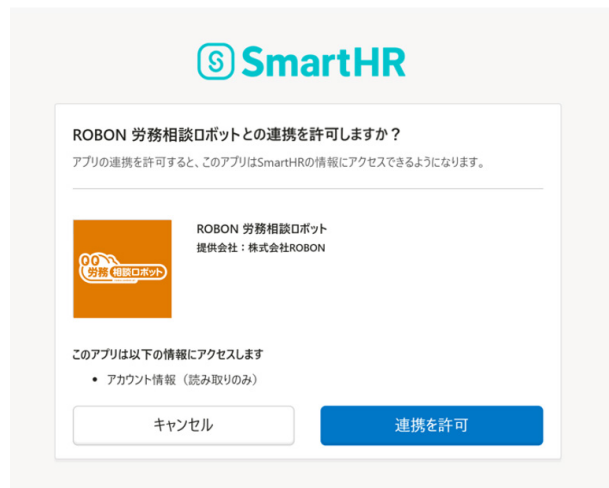 SmartHR
ROBON 労務相談ロボットとの連携を許可しますか？
アプリの連携を許可すると、このアプリはSmartHRの情報にアクセスできるようになります。
ROBON 労務相談ロボット
提供会社：株式会社ROBON
労務 相談ロボット
このアプリは以下の情報にアクセスします
• アカウント情報（読み取りのみ）
キャンセル
連携を許可